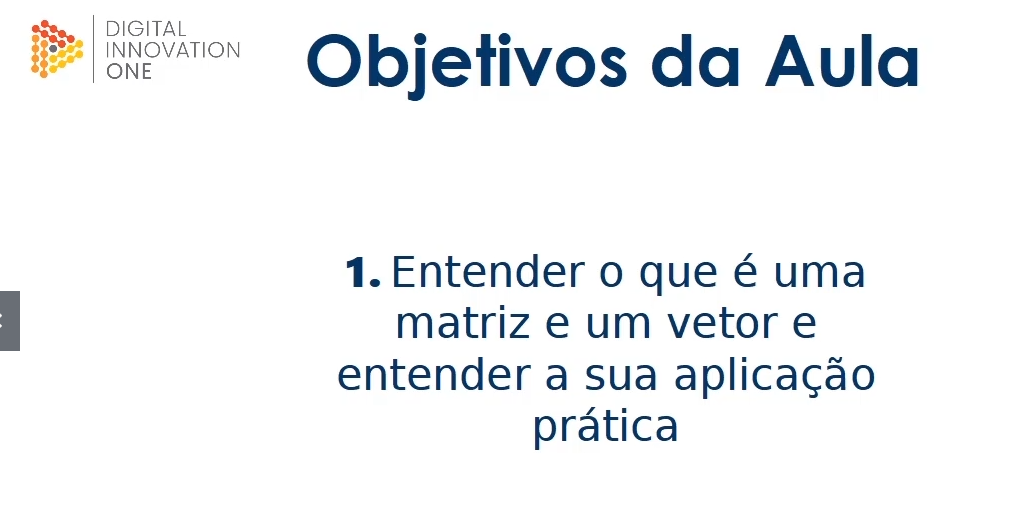 DIGITAL
INNOVATION
ONE
Objetivos da Aula
1. Entender o que é uma
matriz e um vetor e
entender a sua aplicação
prática